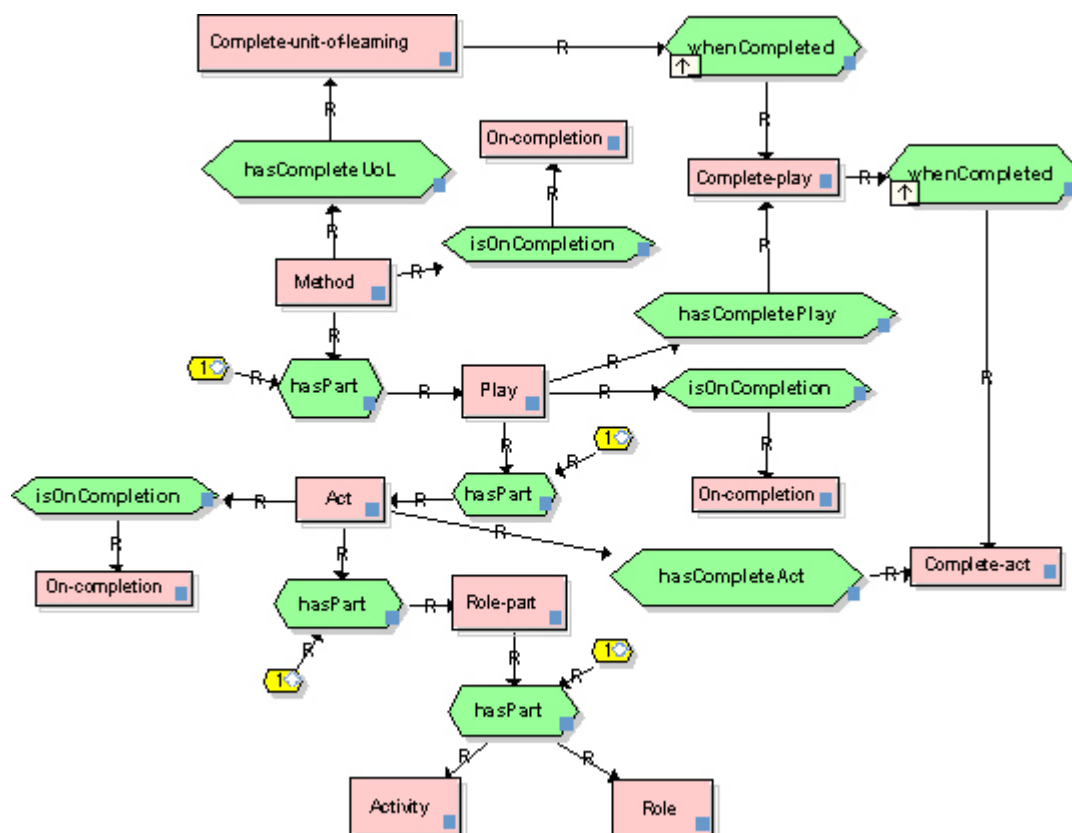 Complete-unit-of-learning
R
whenCompleted
R
R
On-completion
hasCompleteUoL
Complete-play
R
whenCompleted
R
R
isOnCompletion
R
Method
R
R
hasCompletePlay
R
1
R
hasPart
R
Play
R
R
isOnCompletion
R
R
1
R
isOnCompletion
R
Act
R
hasPart
On-completion
R
R
R
On-completion
hasPart
R
Role-part
hasCompleteAct
R
Complete-act
R
1
R
1
R
hasPart
R
R
Activity
Role